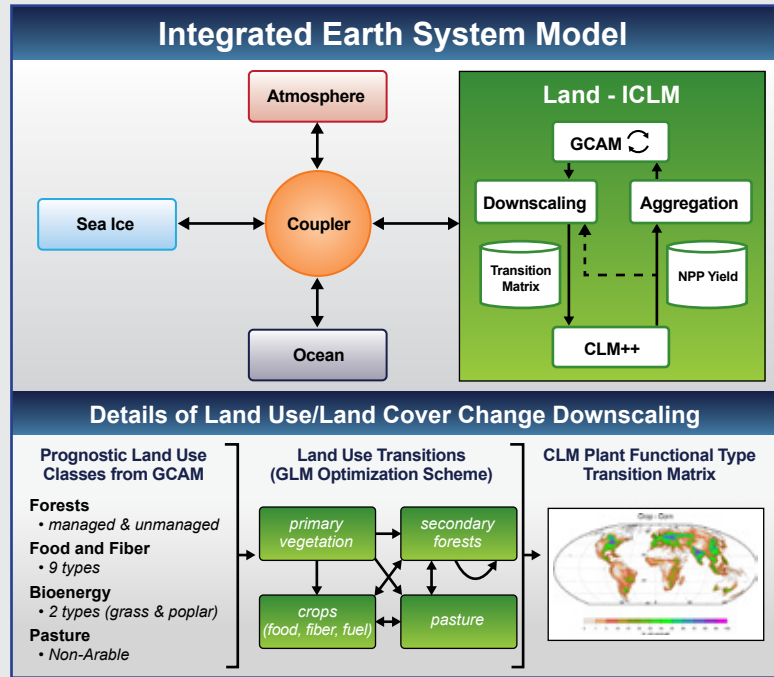 Integrated Earth System Model
Atmosphere
Sea Ice
Coupler
Ocean
Land - ICLM
GCAM
Downscaling
Aggregation
Transition
Matrix
NPP Yield
CLM++
Details of Land Use/Land Cover Change Downscaling
Prognostic Land Use
Classes from GCAM
Forests
• managed & unmanaged
Food and Fiber
• 9 types
Bioenergy
• 2 types (grass & poplar)
Pasture
• Non-Arable
Land Use Transitions
(GLM Optimization Scheme)
primary
vegetation
secondary
forests
crops
(food, fiber, fuel)
pasture
CLM Plant Functional Type
Transition Matrix
Crop - Corn